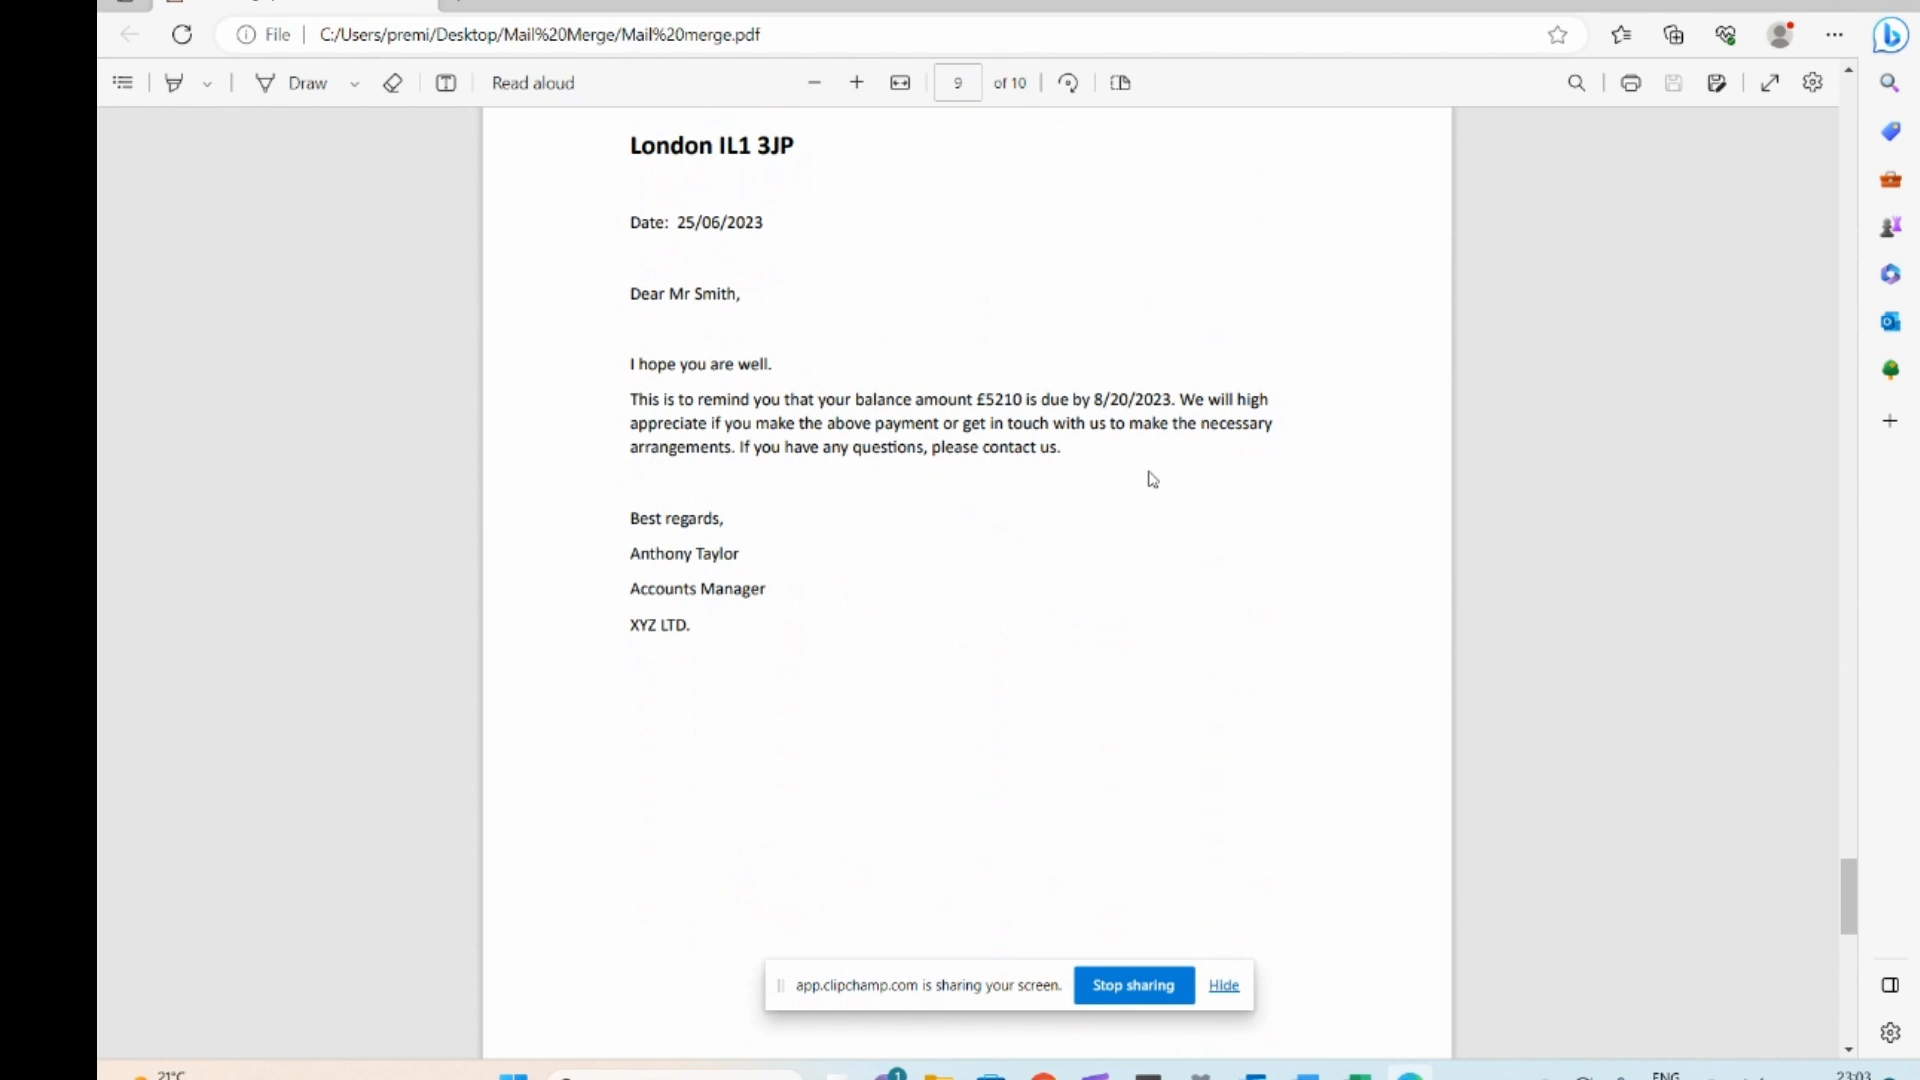 File
C:/Users/premi/Desktop/Mail%20Merge/Mail%20merge.pdf
Draw
Read aloud
9 of 10
London IL1 3JP
Date: 25/06/2023
Dear Mr Smith,
I hope you are well.
This is to remind you that your balance amount £5210 is due by 8/20/2023. We will high
appreciate if you make the above payment or get in touch with us to make the necessary
arrangements. If you have any questions, please contact us.
Best regards,
Anthony Taylor
Accounts Manager
XYZ LTD.
app.clipchamp.com is sharing your screen.
Stop sharing
Hide
21°C
1
ENG
23:03